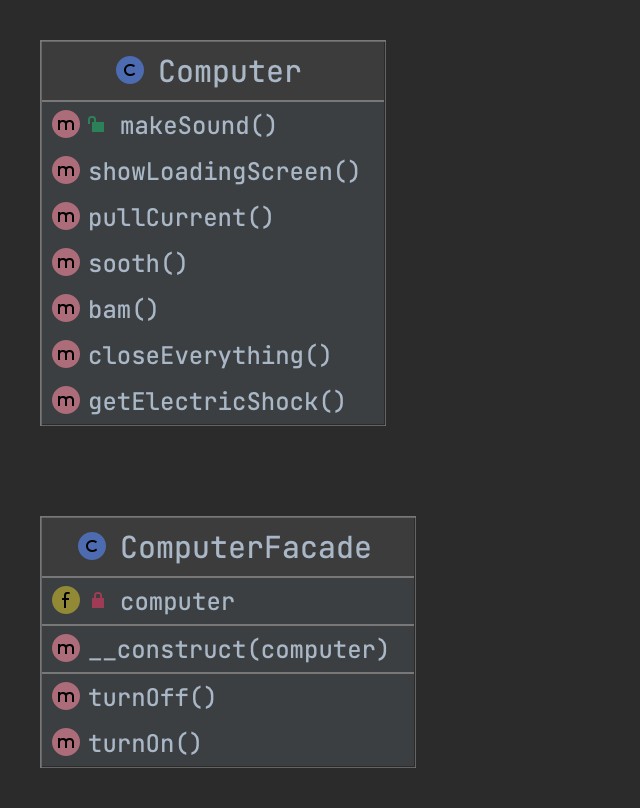 C Computer
m makeSound()
m showLoadingScreen()
m pullCurrent()
m sooth()
m bam()
m closeEverything()
m getElectricShock()
C ComputerFacade
f computer
m __construct(computer)
m turnOff()
m turnOn()